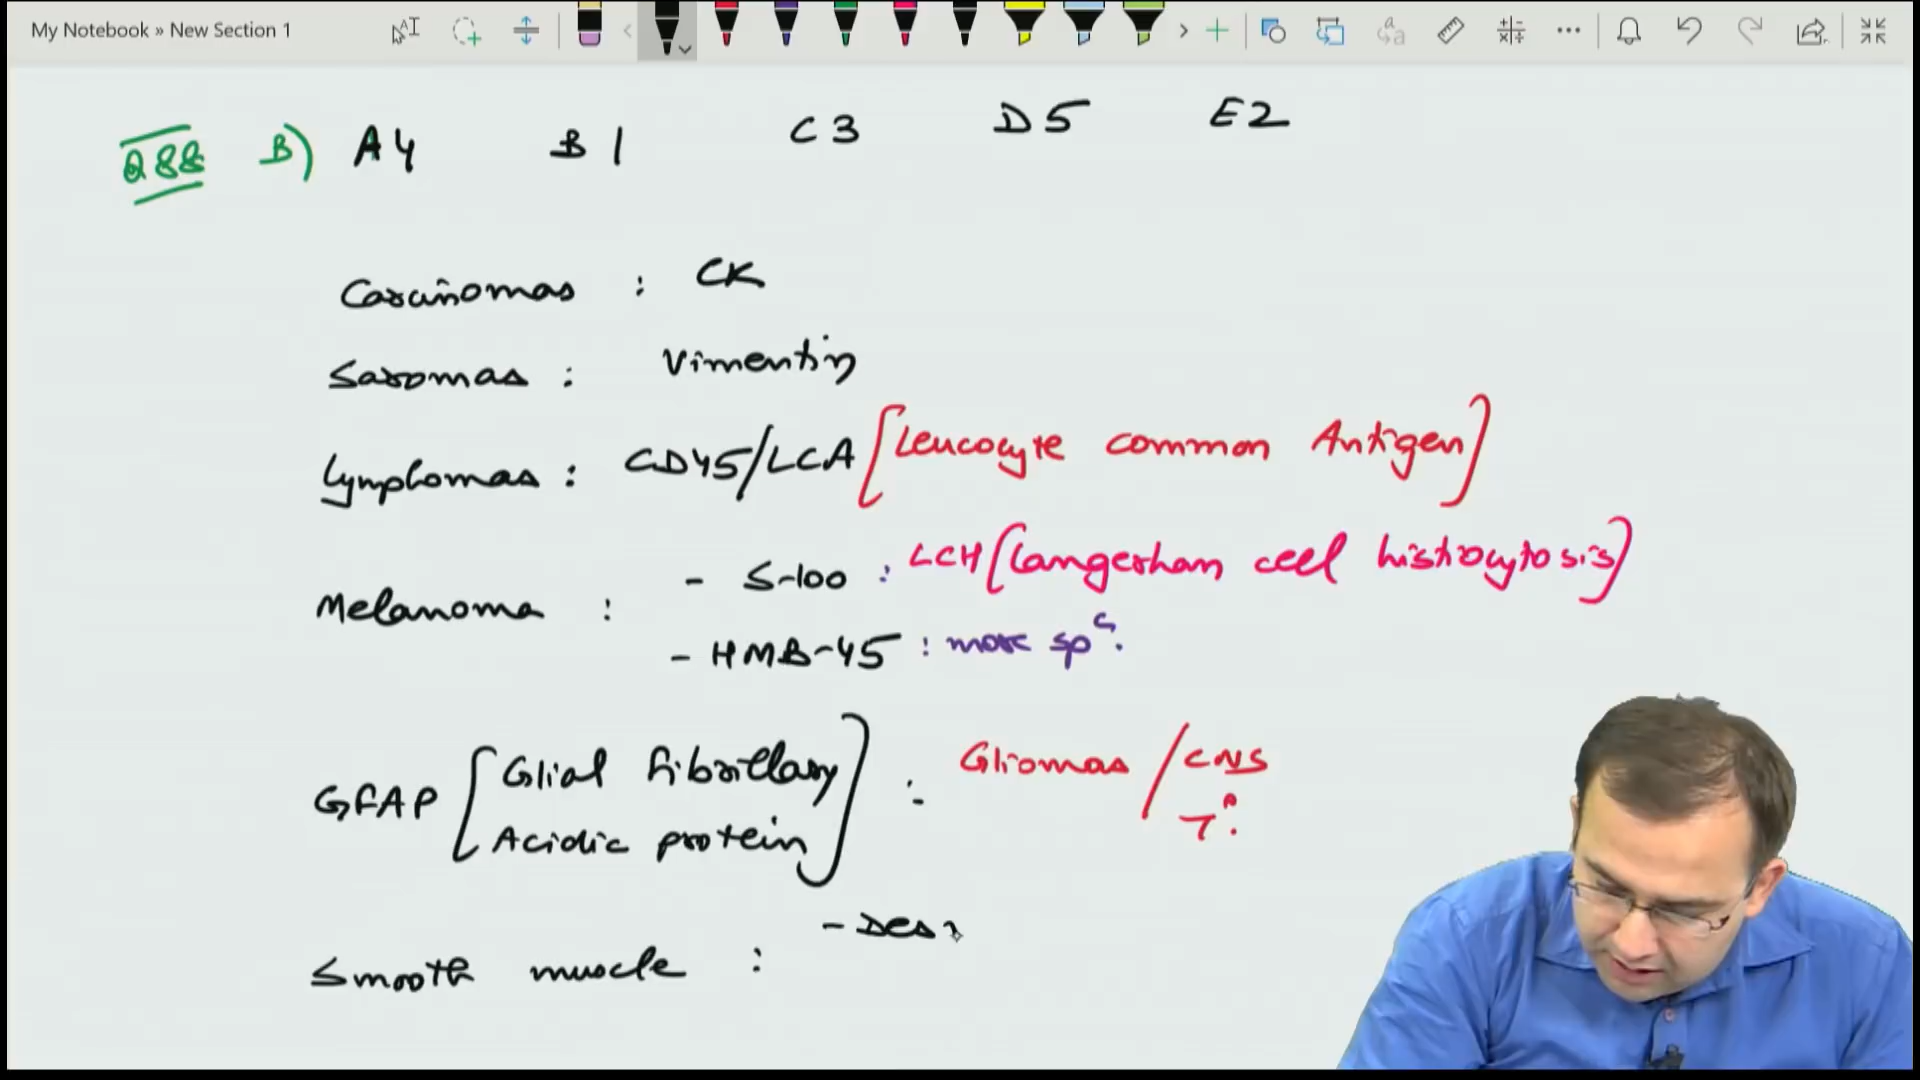 My Notebook » New Section 1
Q88 B) A4 B1 C3 D5 E2
Carcinomas : CK
Sarcomas : Vimentin
Lymphomas : CD45/LCA [Leucocyte common Antigen]
Melanoma : - S-100 : LCH [Langerhan cell histiocytosis]
- HMB-45 : more spc.
GFAP [Glial fibrillary Acidic protein] : Gliomas / CNS
Smooth muscle : - Des